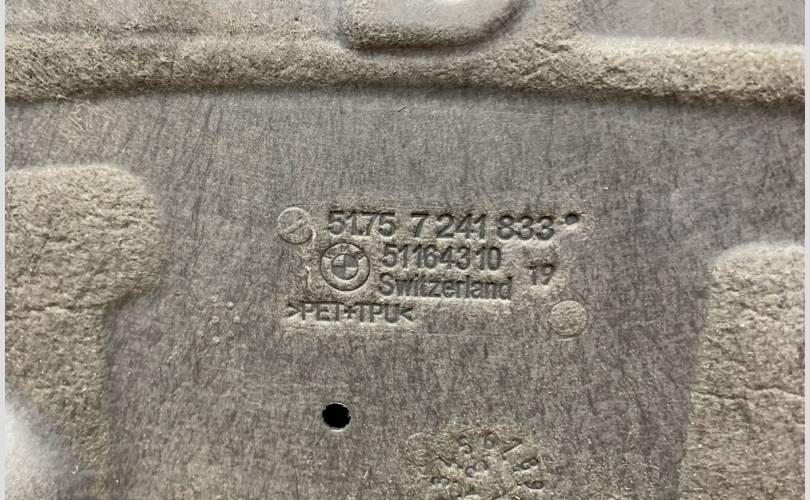 51.75 7 241 833
51164310 19
Switzerland
>PET+TPU<